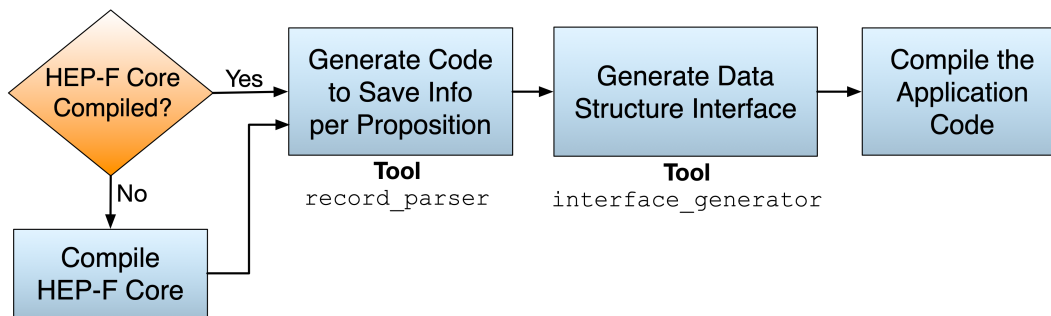 HEP-F Core
Compiled?
Yes
No
Compile
HEP-F Core
Generate Code
to Save Info
per Proposition
Tool
record_parser
Generate Data
Structure Interface
Tool
interface_generator
Compile the
Application
Code